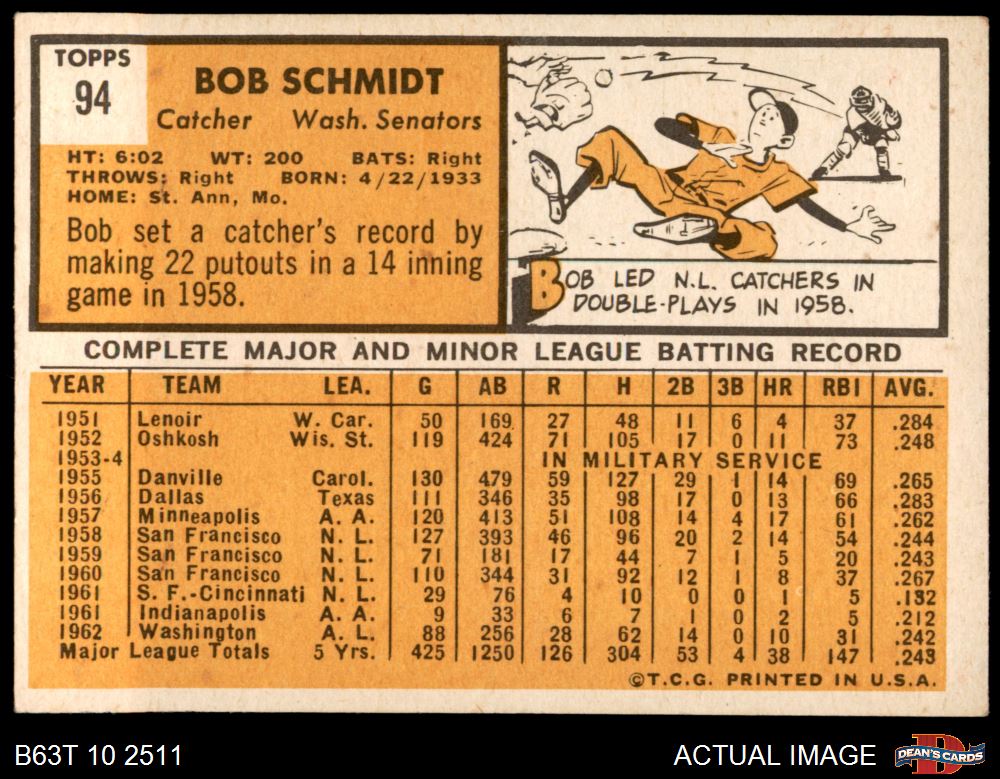 TOPPS
94
BOB SCHMIDT
Catcher Wash. Senators
HT: 6:02 WT: 200 BATS: Right
THROWS: Right BORN: 4/22/1933
HOME: St. Ann, Mo.
Bob set a catcher's record by
making 22 putouts in a 14 inning
game in 1958.
BOB LED N.L. CATCHERS IN
DOUBLE-PLAYS IN 1958.
COMPLETE MAJOR AND MINOR LEAGUE BATTING RECORD
YEAR TEAM LEA. G AB R H 2B 3B HR RBI AVG.
1951 Lenoir W. Car. 50 169 27 48 11 6 4 37 .284
1952 Oshkosh Wis. St. 119 424 71 105 17 0 11 73 .248
1953-4 IN MILITARY SERVICE
1955 Danville Carol. 130 479 59 127 29 1 14 69 .265
1956 Dallas Texas 111 346 35 98 17 0 13 66 .283
1957 Minneapolis A. A. 120 413 51 108 14 4 17 61 .262
1958 San Francisco N. L. 127 393 46 96 20 2 14 54 .244
1959 San Francisco N. L. 71 181 17 44 7 1 5 20 .243
1960 San Francisco N. L. 110 344 31 92 12 1 8 37 .267
1961 S. F.-Cincinnati N. L. 29 76 4 10 0 0 1 5 .132
1961 Indianapolis A. A. 9 33 6 7 1 0 2 5 .212
1962 Washington A. L. 88 256 28 62 14 0 10 31 .242
Major League Totals 5 Yrs. 425 1250 126 304 53 4 38 147 .243
©T.C.G. PRINTED IN U.S.A.
B63T 10 2511 ACTUAL IMAGE DEAN'S CARDS